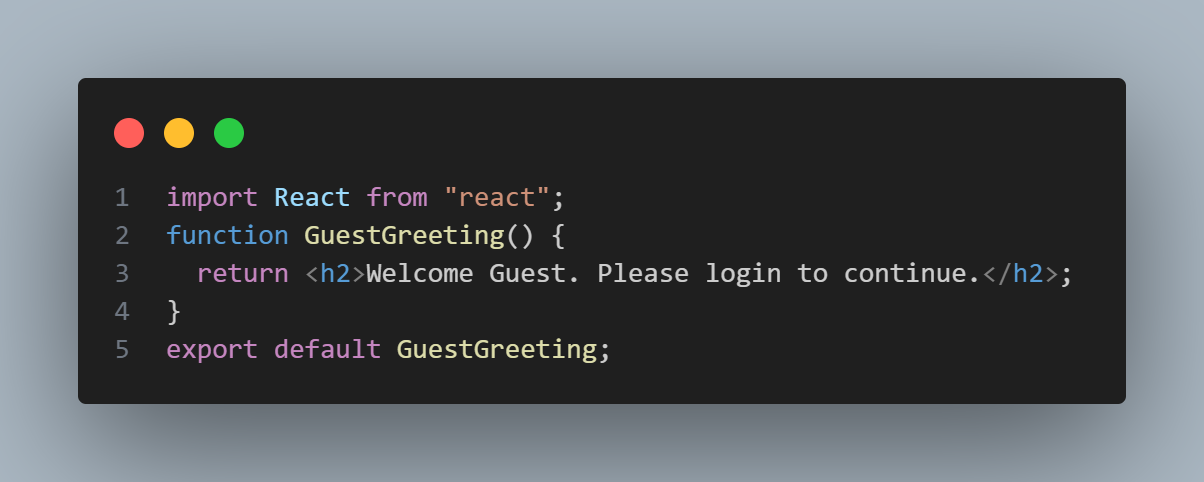 1 import React from "react";
2 function GuestGreeting() {
3   return <h2>Welcome Guest. Please login to continue.</h2>;
4 }
5 export default GuestGreeting;